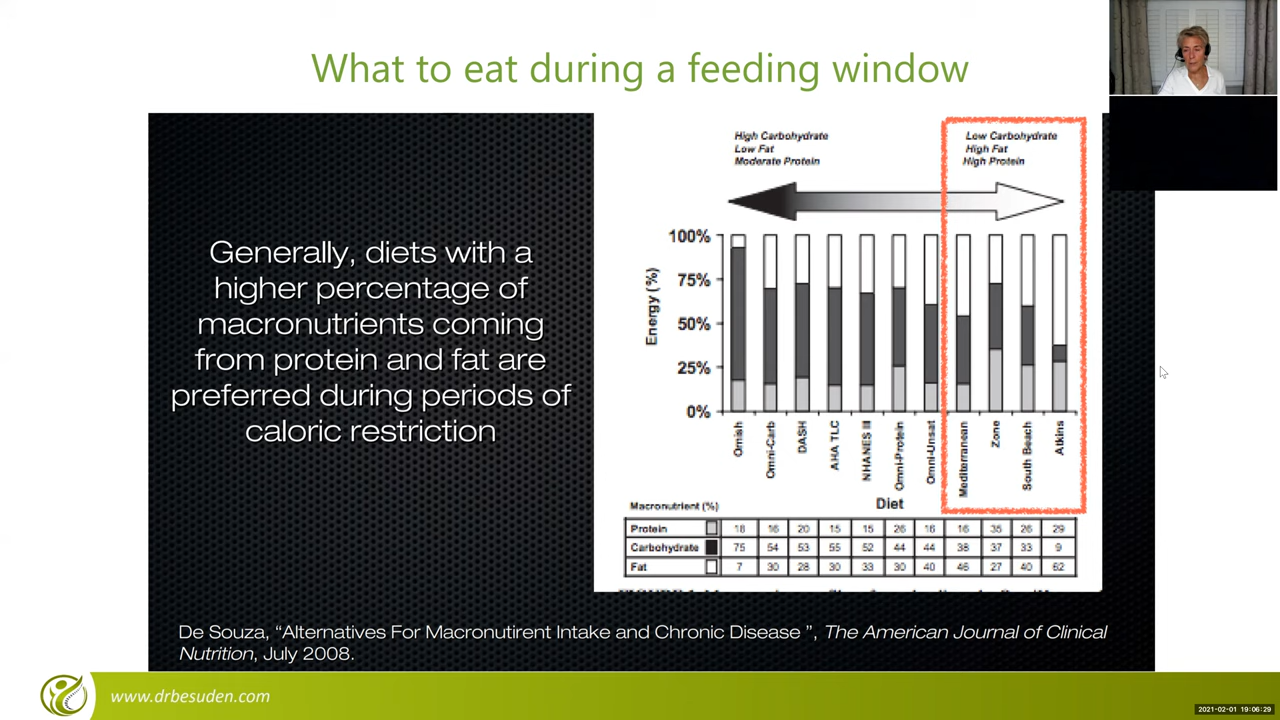 What to eat during a feeding window
Generally, diets with a
higher percentage of
macronutrients coming
from protein and fat are
preferred during periods of
caloric restriction
High Carbohydrate
Low Fat
Moderate Protein
Low Carbohydrate
High Fat
High Protein
Energy (%)
100%
75%
50%
25%
0%
Ornish
Omni-Carb
DASH
AHA TLC
NHANES III
Omni-Protein
Omni-Unsat
Mediterranean
Zone
South Beach
Atkins
Diet
Macronutrient (%)
Protein 18 16 20 15 15 26 16 16 35 26 29
Carbohydrate 75 54 53 55 52 44 44 38 37 33 9
Fat 7 30 28 30 33 30 40 46 27 40 62
De Souza, “Alternatives For Macronutirent Intake and Chronic Disease ”, The American Journal of Clinical
Nutrition, July 2008.
www.drbesuden.com
2021-02-01 19:06:29